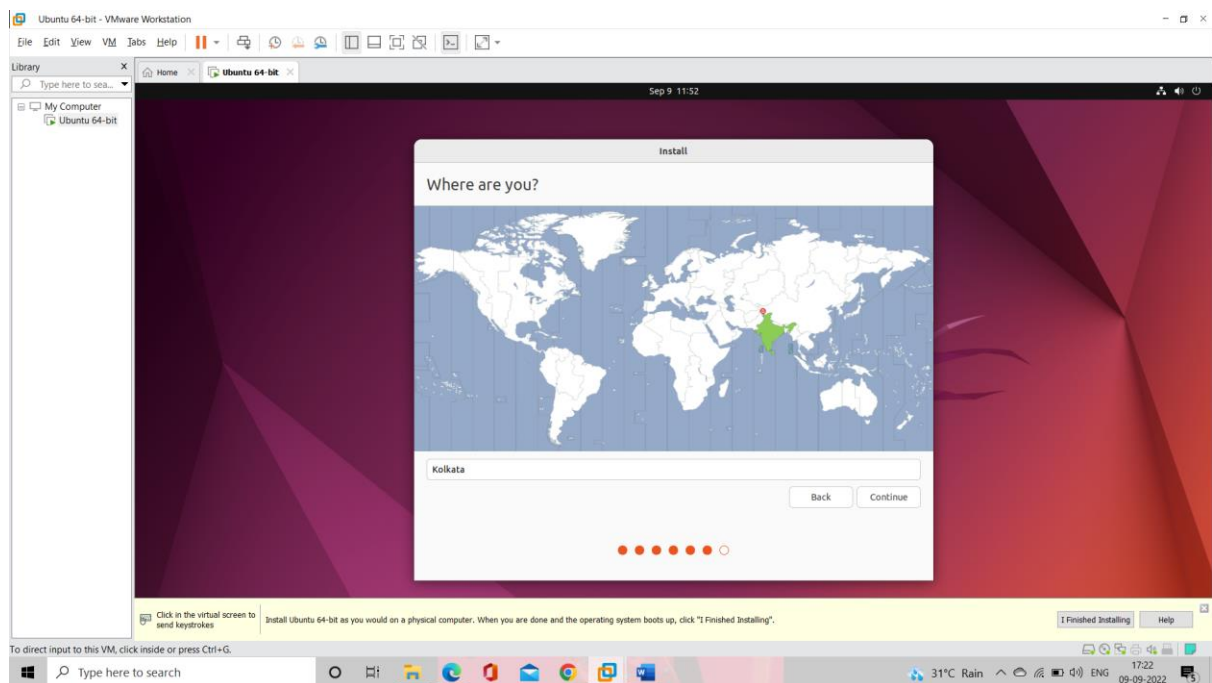 Ubuntu 64-bit - VMware Workstation
File Edit View VM Tabs Help
Library
Type here to sea...
My Computer
Ubuntu 64-bit
Home
Ubuntu 64-bit
Sep 9 11:52
Install
Where are you?
Kolkata
Back Continue
Click in the virtual screen to
send keystrokes
Install Ubuntu 64-bit as you would on a physical computer. When you are done and the operating system boots up, click "I Finished Installing".
I Finished Installing Help
To direct input to this VM, click inside or press Ctrl+G.
Type here to search
31°C Rain ENG
17:22
09-09-2022
5